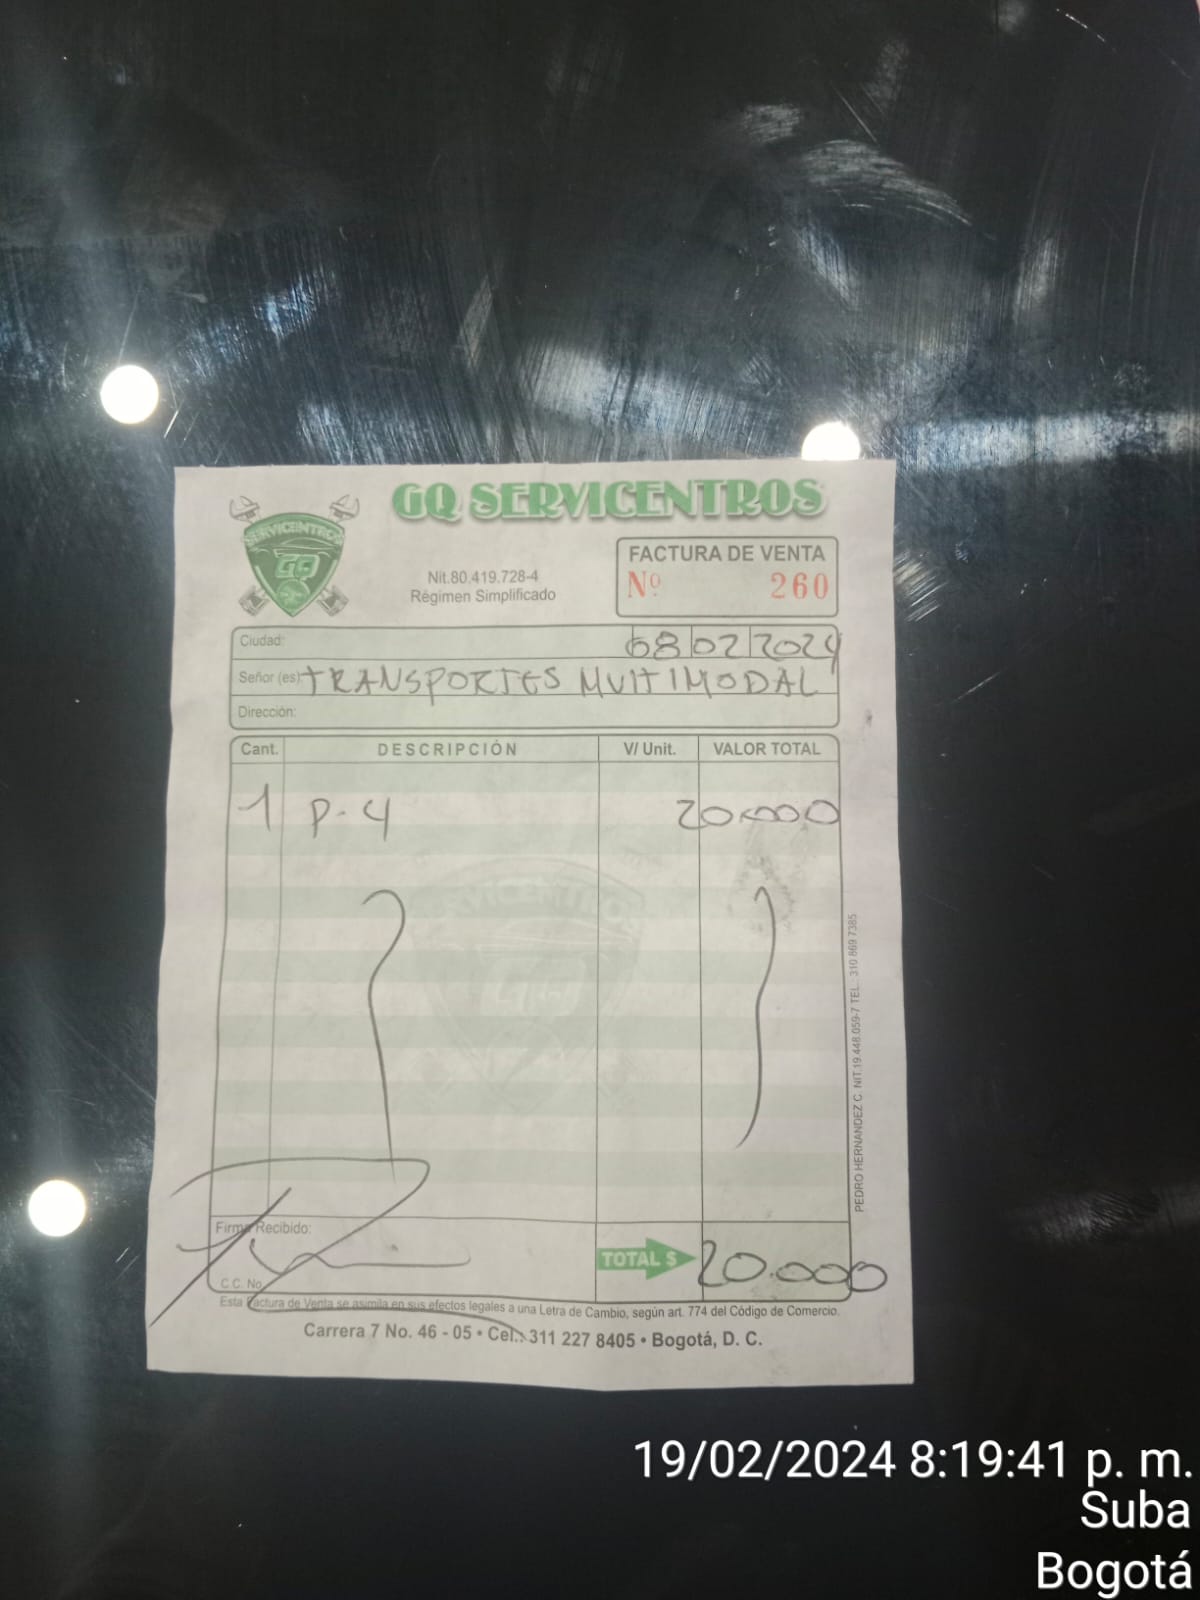 GQ SERVICENTROS
SERVICENTROS
GQ
Nit.80.419.728-4
Régimen Simplificado
FACTURA DE VENTA
Nº 260
Ciudad: 08 02 2024
Señor (es): TRANSPORTES MUITIMODAL
Dirección:
Cant. DESCRIPCIÓN V/ Unit. VALOR TOTAL
1 P-4 20.000
SERVICENTROS
GQ
PEDRO HERNANDEZ C. NIT.19.448.059-7 TEL.: 310 869 7385
Firma Recibido:
C.C. No.
TOTAL $ 20.000
Esta Factura de Venta se asimila en sus efectos legales a una Letra de Cambio, según art. 774 del Código de Comercio.
Carrera 7 No. 46 - 05 • Cel.: 311 227 8405 • Bogotá, D. C.
19/02/2024 8:19:41 p. m.
Suba
Bogotá